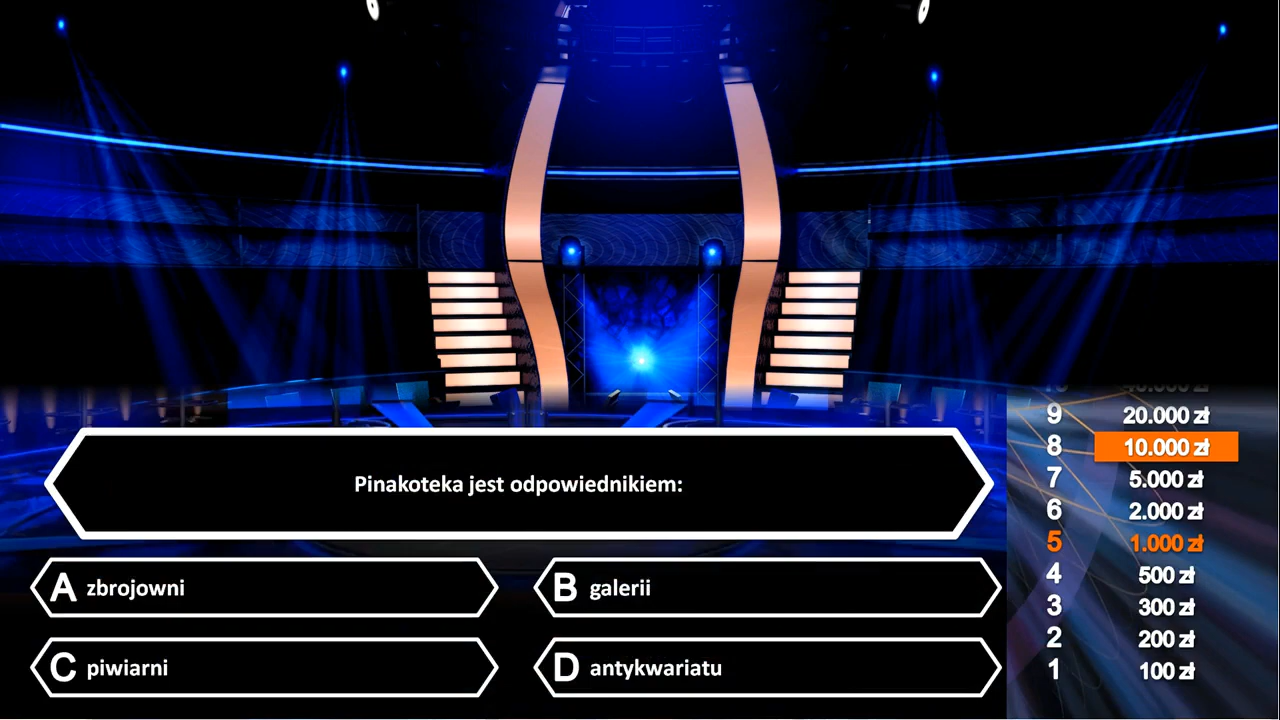 Pinakoteka jest odpowiednikiem:
A zbrojowni
B galerii
C piwiarni
D antykwariatu
9 20.000 zł
8 10.000 zł
7 5.000 zł
6 2.000 zł
5 1.000 zł
4 500 zł
3 300 zł
2 200 zł
1 100 zł